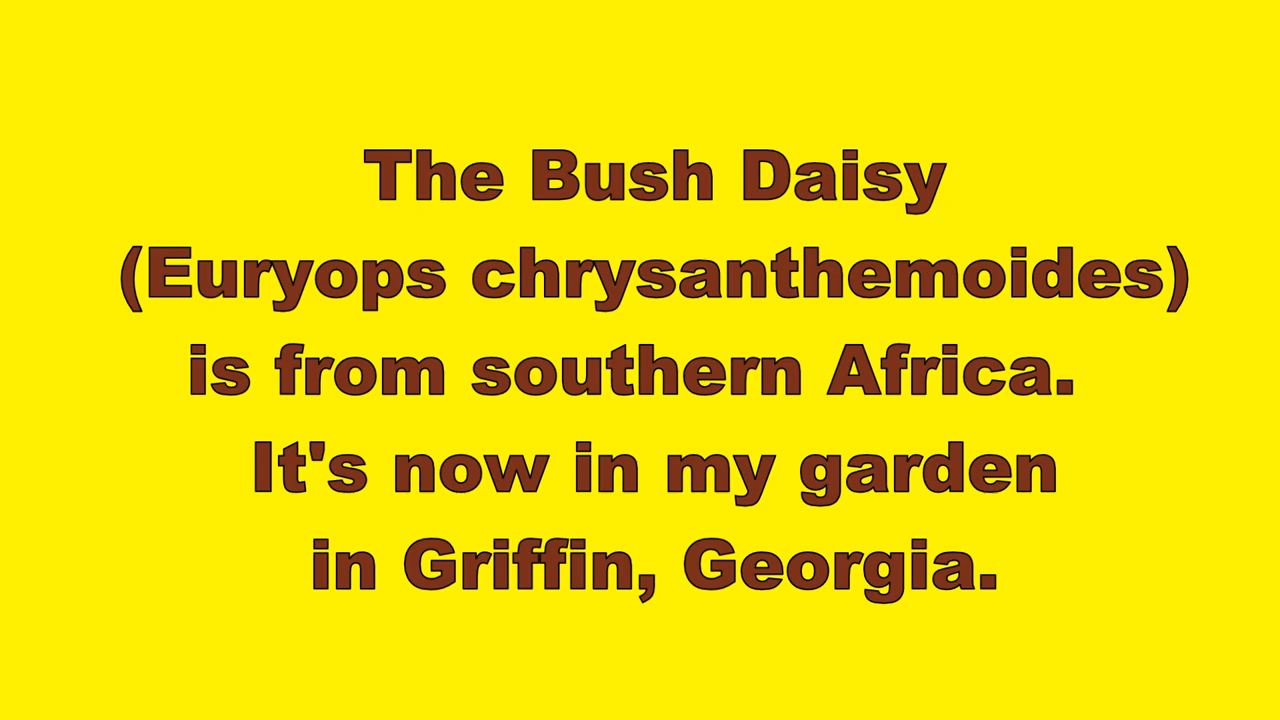 The Bush Daisy
(Euryops chrysanthemoides)
is from southern Africa.
It's now in my garden
in Griffin, Georgia.